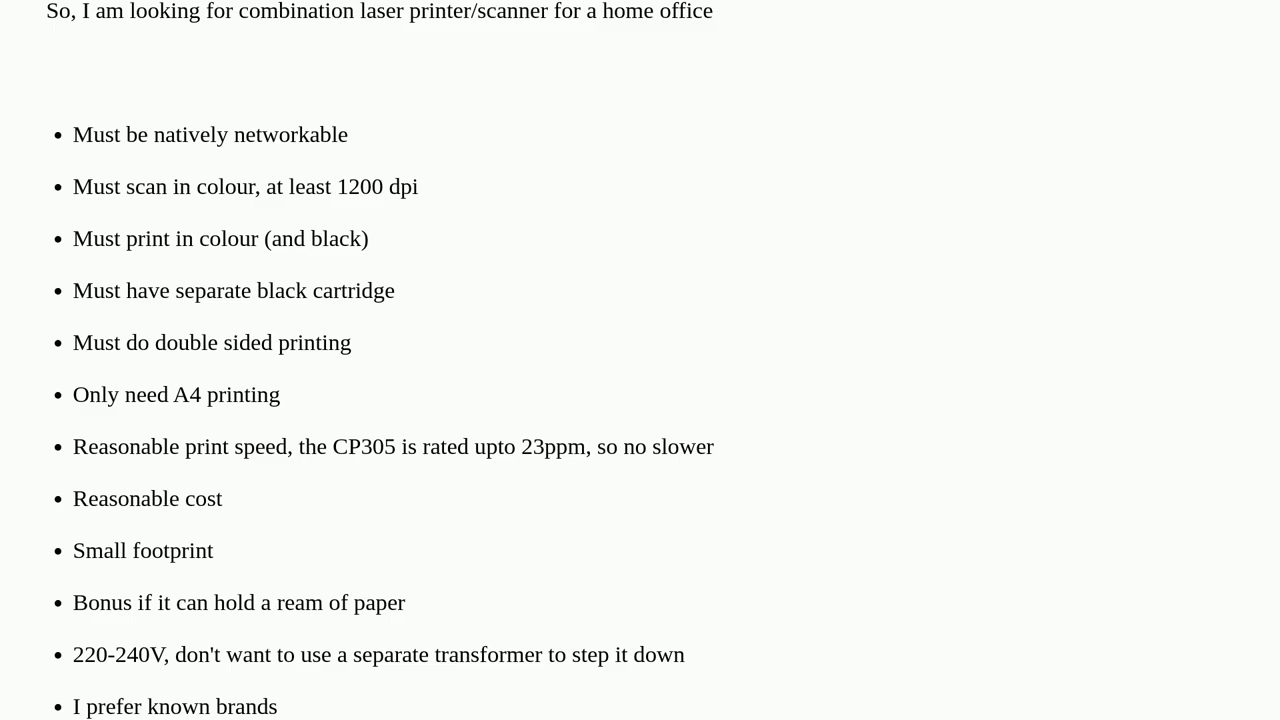 So, I am looking for combination laser printer/scanner for a home office
• Must be natively networkable
• Must scan in colour, at least 1200 dpi
• Must print in colour (and black)
• Must have separate black cartridge
• Must do double sided printing
• Only need A4 printing
• Reasonable print speed, the CP305 is rated upto 23ppm, so no slower
• Reasonable cost
• Small footprint
• Bonus if it can hold a ream of paper
• 220-240V, don't want to use a separate transformer to step it down
• I prefer known brands